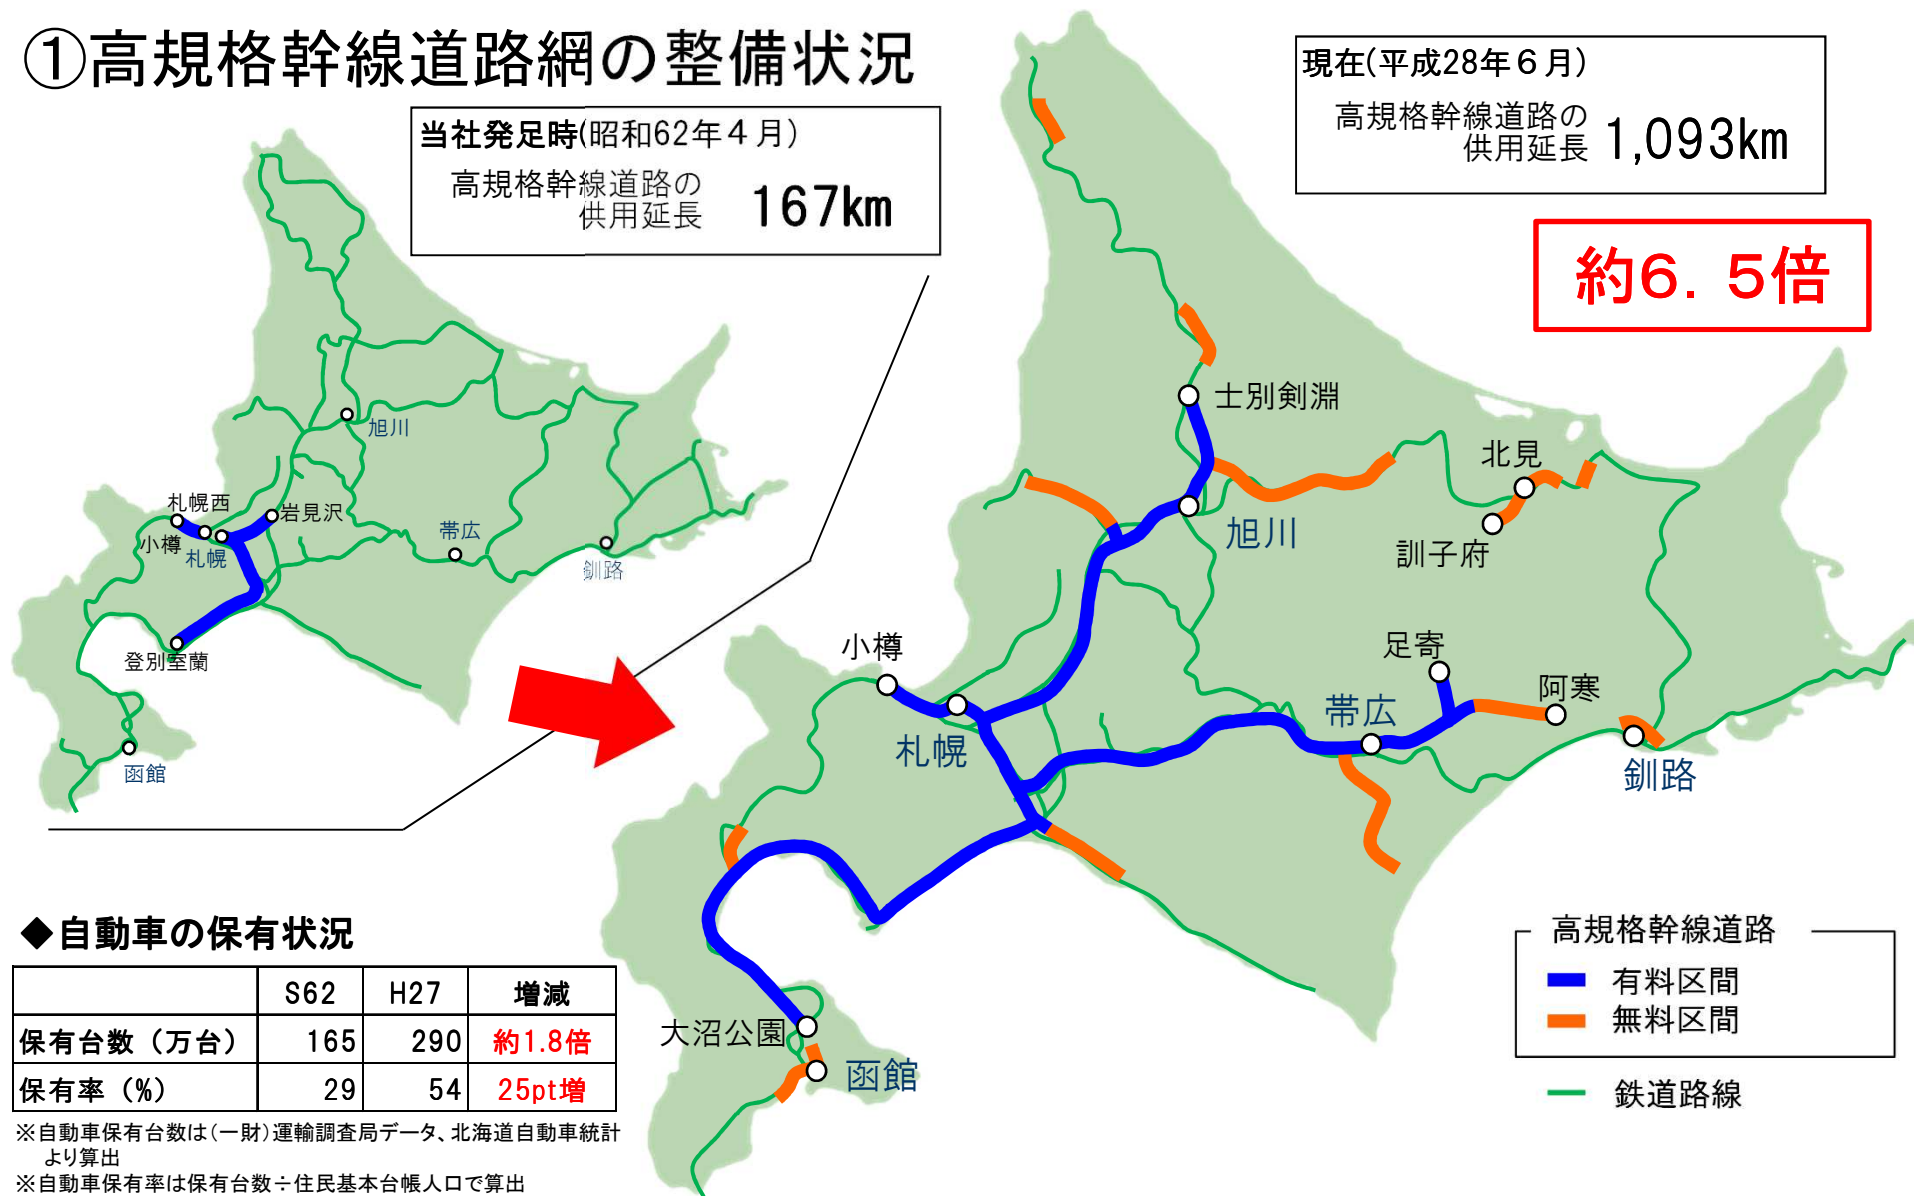 ①高規格幹線道路網の整備状況
当社発足時(昭和62年４月)
高規格幹線道路の
供用延長 167km
現在(平成28年６月)
高規格幹線道路の
供用延長 1,093km
約６．５倍
旭川
札幌西
岩見沢
小樽
札幌
帯広
釧路
登別室蘭
函館
士別剣淵
北見
旭川
訓子府
小樽
足寄
阿寒
帯広
札幌
釧路
大沼公園
函館
高規格幹線道路
有料区間
無料区間
鉄道路線
◆自動車の保有状況
S62 H27 増減
保有台数（万台） 165 290 約1.8倍
保有率（%） 29 54 25pt増
※自動車保有台数は(一財)運輸調査局データ、北海道自動車統計
より算出
※自動車保有率は保有台数÷住民基本台帳人口で算出